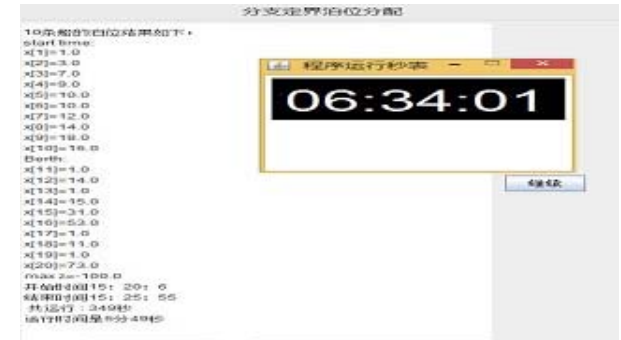 分支定界泊位分配
10条船的泊位结果如下:
start time:
x[1]=1.0
x[2]=3.0
x[3]=7.0
x[4]=9.0
x[5]=10.0
x[6]=10.0
x[7]=12.0
x[8]=14.0
x[9]=18.0
x[10]=16.0
Berth:
x[11]=1.0
x[12]=14.0
x[13]=1.0
x[14]=15.0
x[15]=31.0
x[16]=53.0
x[17]=1.0
x[18]=11.0
x[19]=1.0
x[20]=73.0
max z=-100.0
开始时间15: 20: 6
结束时间15: 25: 55
共运行:349秒
运行时间是5分49秒
程序运行秒表
06:34:01
继续